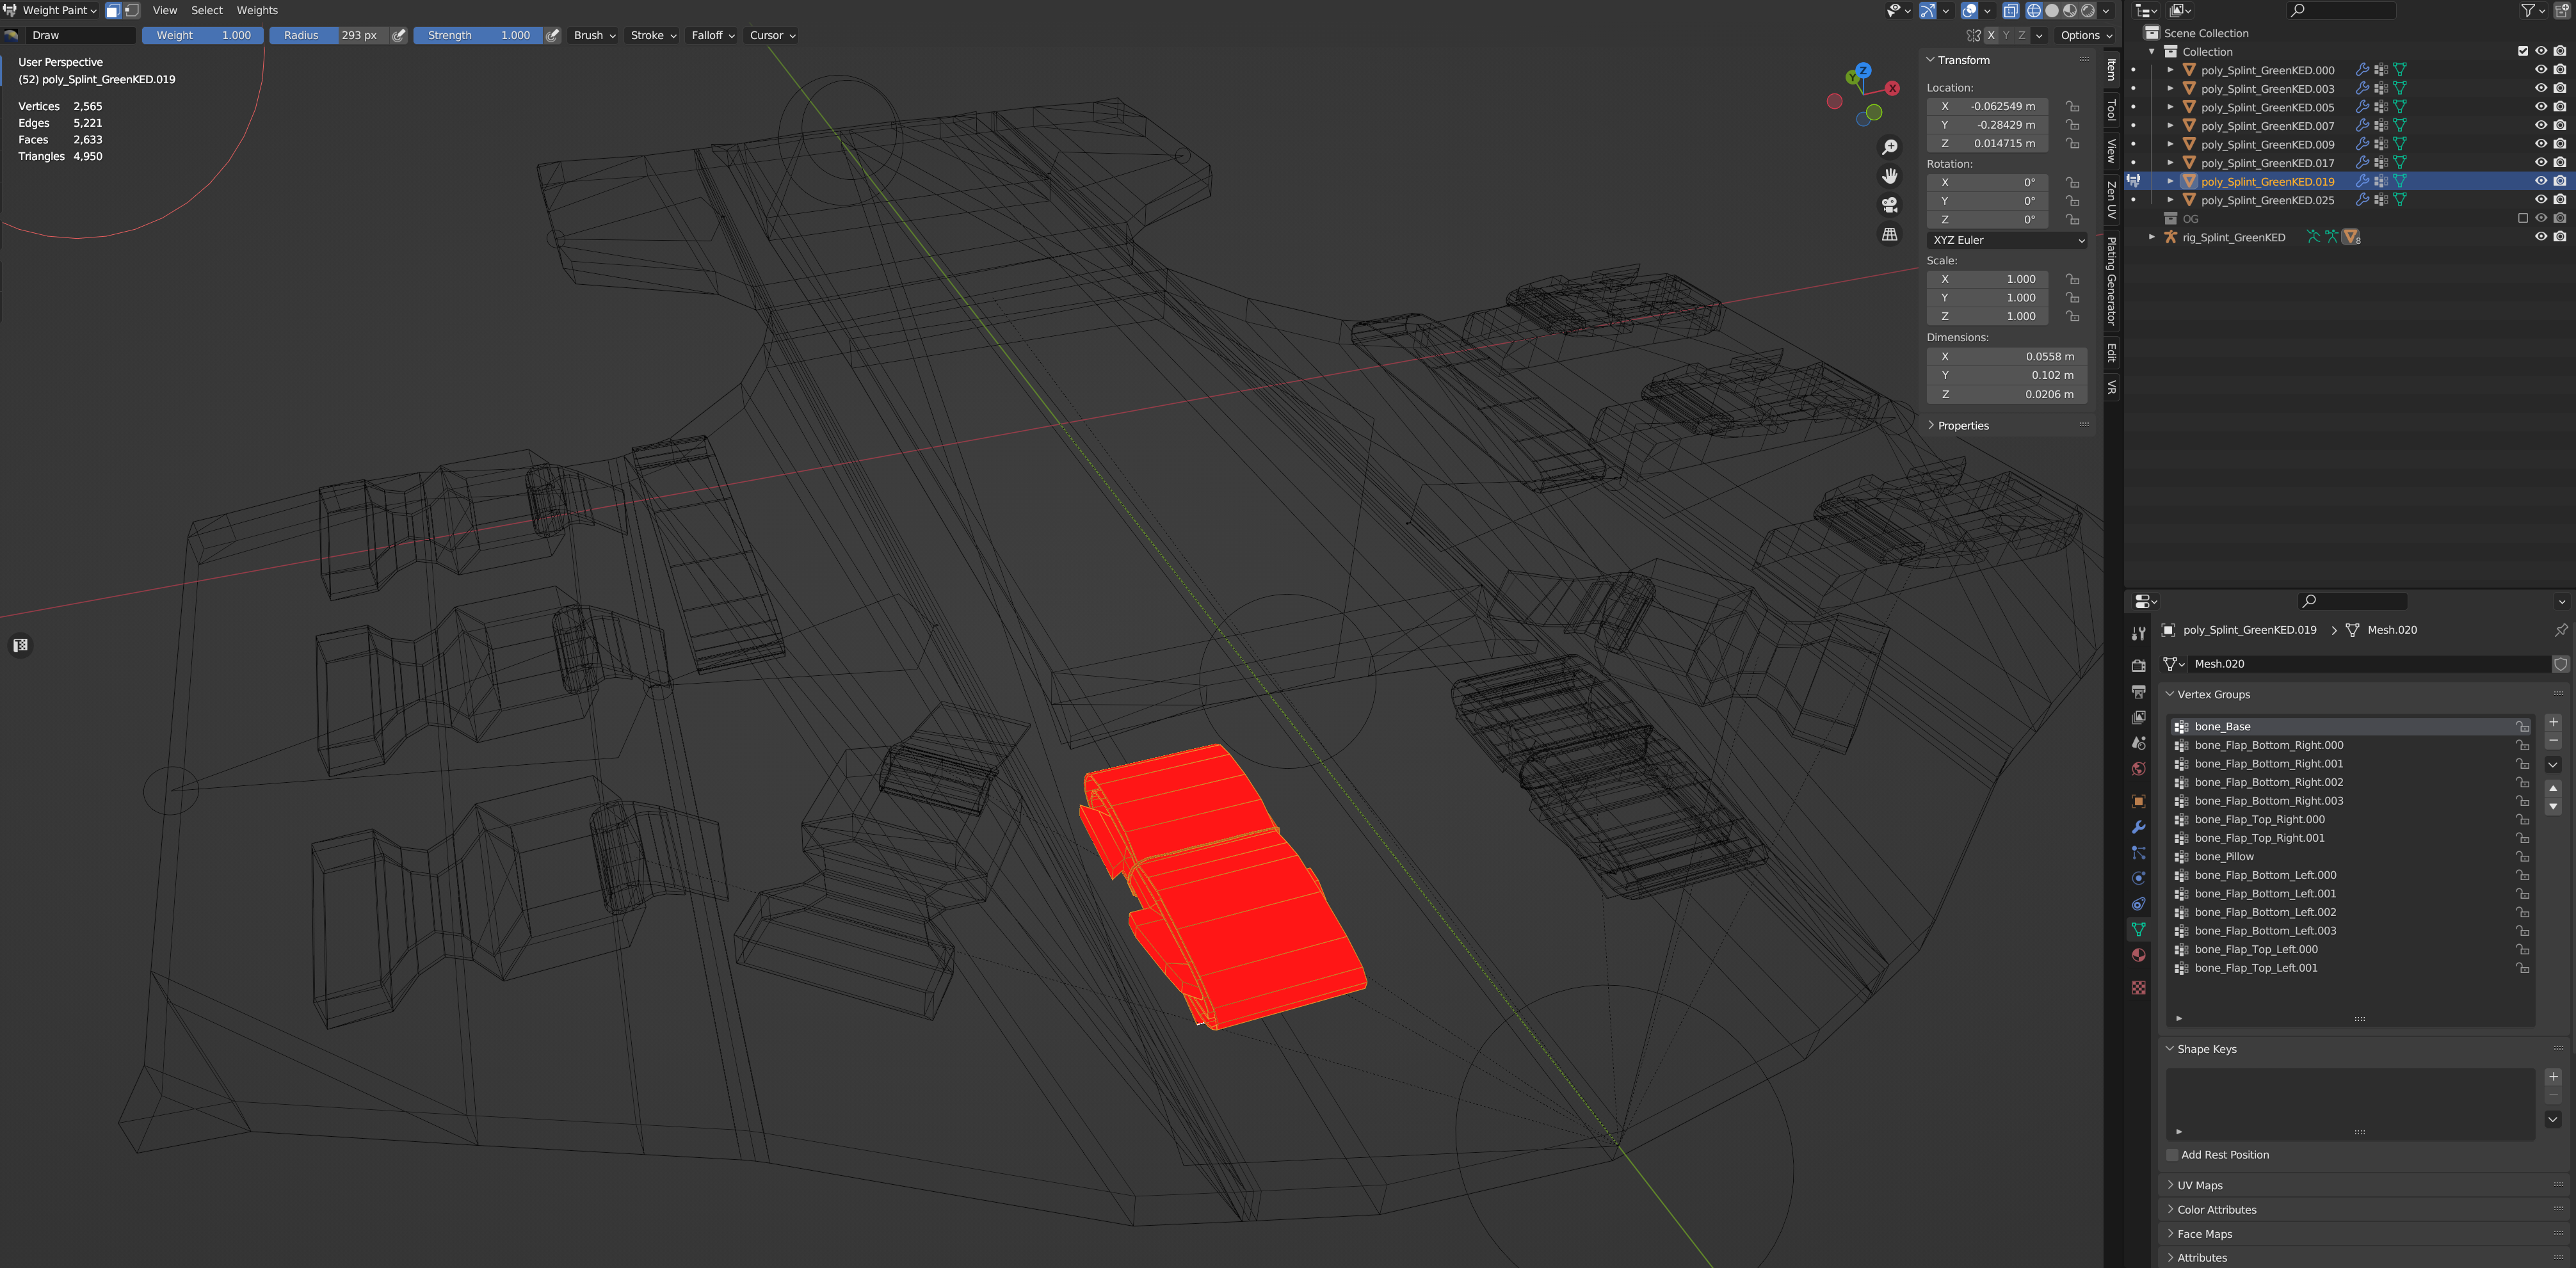 Weight Paint View Select Weights
Draw Weight 1.000 Radius 293 px Strength 1.000 Brush Stroke Falloff Cursor X Y Z Options
User Perspective
(52) poly_Splint_GreenKED.019
Vertices 2,565
Edges 5,221
Faces 2,633
Triangles 4,950
Z
Y
X
Transform
Location:
X -0.062549 m
Y -0.28429 m
Z 0.014715 m
Rotation:
X 0°
Y 0°
Z 0°
XYZ Euler
Scale:
X 1.000
Y 1.000
Z 1.000
Dimensions:
X 0.0558 m
Y 0.102 m
Z 0.0206 m
Properties
Item
Tool
View
Zen UV
Plating Generator
Edit
VR
Scene Collection
Collection
poly_Splint_GreenKED.000
poly_Splint_GreenKED.003
poly_Splint_GreenKED.005
poly_Splint_GreenKED.007
poly_Splint_GreenKED.009
poly_Splint_GreenKED.017
poly_Splint_GreenKED.019
poly_Splint_GreenKED.025
OG
rig_Splint_GreenKED 8
poly_Splint_GreenKED.019 Mesh.020
Mesh.020
Vertex Groups
bone_Base
bone_Flap_Bottom_Right.000
bone_Flap_Bottom_Right.001
bone_Flap_Bottom_Right.002
bone_Flap_Bottom_Right.003
bone_Flap_Top_Right.000
bone_Flap_Top_Right.001
bone_Pillow
bone_Flap_Bottom_Left.000
bone_Flap_Bottom_Left.001
bone_Flap_Bottom_Left.002
bone_Flap_Bottom_Left.003
bone_Flap_Top_Left.000
bone_Flap_Top_Left.001
Shape Keys
Add Rest Position
UV Maps
Color Attributes
Face Maps
Attributes